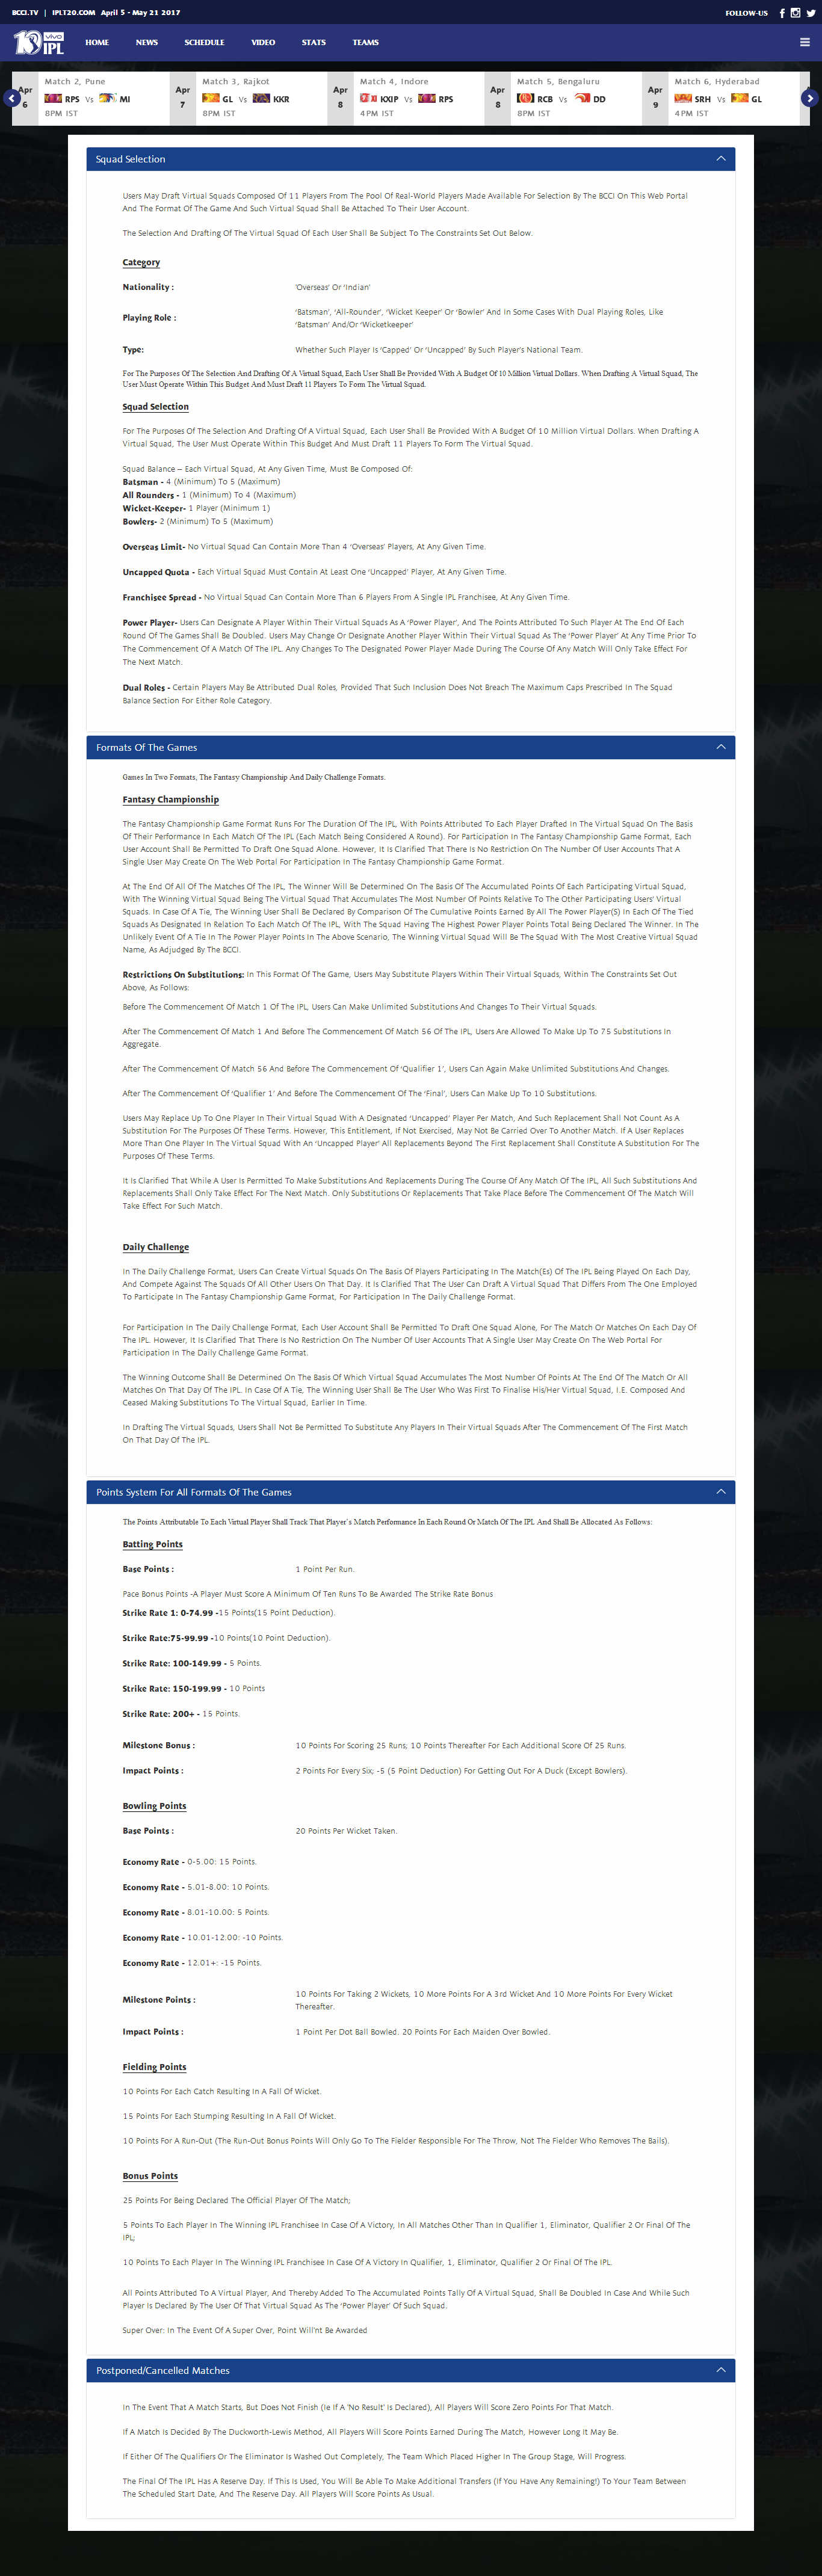 BCCI.TV | IPLT20.COM April 5 - May 21 2017 FOLLOW-US
VIVO IPL HOME NEWS SCHEDULE VIDEO STATS TEAMS
Apr 6
Match 2, Pune
RPS Vs MI
8PM IST
Apr 7
Match 3, Rajkot
GL Vs KKR
8PM IST
Apr 8
Match 4, Indore
KXIP Vs RPS
4PM IST
Apr 8
Match 5, Bengaluru
RCB Vs DD
8PM IST
Apr 9
Match 6, Hyderabad
SRH Vs GL
4PM IST
Squad Selection
Users May Draft Virtual Squads Composed Of 11 Players From The Pool Of Real-World Players Made Available For Selection By The BCCI On This Web Portal
And The Format Of The Game And Such Virtual Squad Shall Be Attached To Their User Account.
The Selection And Drafting Of The Virtual Squad Of Each User Shall Be Subject To The Constraints Set Out Below.
Category
Nationality : 'Overseas' Or 'Indian'
Playing Role : 'Batsman', 'All-Rounder', 'Wicket Keeper' Or 'Bowler' And In Some Cases With Dual Playing Roles, Like
'Batsman' And/Or 'Wicketkeeper'
Type: Whether Such Player Is 'Capped' Or 'Uncapped' By Such Player's National Team.
For The Purposes Of The Selection And Drafting Of A Virtual Squad, Each User Shall Be Provided With A Budget Of 10 Million Virtual Dollars. When Drafting A Virtual Squad, The
User Must Operate Within This Budget And Must Draft 11 Players To Form The Virtual Squad.
Squad Selection
For The Purposes Of The Selection And Drafting Of A Virtual Squad, Each User Shall Be Provided With A Budget Of 10 Million Virtual Dollars. When Drafting A
Virtual Squad, The User Must Operate Within This Budget And Must Draft 11 Players To Form The Virtual Squad.
Squad Balance – Each Virtual Squad, At Any Given Time, Must Be Composed Of:
Batsman - 4 (Minimum) To 5 (Maximum)
All Rounders - 1 (Minimum) To 4 (Maximum)
Wicket-Keeper- 1 Player (Minimum 1)
Bowlers- 2 (Minimum) To 5 (Maximum)
Overseas Limit- No Virtual Squad Can Contain More Than 4 'Overseas' Players, At Any Given Time.
Uncapped Quota - Each Virtual Squad Must Contain At Least One 'Uncapped' Player, At Any Given Time.
Franchisee Spread - No Virtual Squad Can Contain More Than 6 Players From A Single IPL Franchisee, At Any Given Time.
Power Player- Users Can Designate A Player Within Their Virtual Squads As A 'Power Player', And The Points Attributed To Such Player At The End Of Each
Round Of The Games Shall Be Doubled. Users May Change Or Designate Another Player Within Their Virtual Squad As The 'Power Player' At Any Time Prior To
The Commencement Of A Match Of The IPL. Any Changes To The Designated Power Player Made During The Course Of Any Match Will Only Take Effect For
The Next Match.
Dual Roles - Certain Players May Be Attributed Dual Roles, Provided That Such Inclusion Does Not Breach The Maximum Caps Prescribed In The Squad
Balance Section For Either Role Category.
Formats Of The Games
Games In Two Formats, The Fantasy Championship And Daily Challenge Formats.
Fantasy Championship
The Fantasy Championship Game Format Runs For The Duration Of The IPL, With Points Attributed To Each Player Drafted In The Virtual Squad On The Basis
Of Their Performance In Each Match Of The IPL (Each Match Being Considered A Round). For Participation In The Fantasy Championship Game Format, Each
User Account Shall Be Permitted To Draft One Squad Alone. However, It Is Clarified That There Is No Restriction On The Number Of User Accounts That A
Single User May Create On The Web Portal For Participation In The Fantasy Championship Game Format.
At The End Of All Of The Matches Of The IPL, The Winner Will Be Determined On The Basis Of The Accumulated Points Of Each Participating Virtual Squad,
With The Winning Virtual Squad Being The Virtual Squad That Accumulates The Most Number Of Points Relative To The Other Participating Users' Virtual
Squads. In Case Of A Tie, The Winning User Shall Be Declared By Comparison Of The Cumulative Points Earned By All The Power Player(S) In Each Of The Tied
Squads As Designated In Relation To Each Match Of The IPL, With The Squad Having The Highest Power Player Points Total Being Declared The Winner. In The
Unlikely Event Of A Tie In The Power Player Points In The Above Scenario, The Winning Virtual Squad Will Be The Squad With The Most Creative Virtual Squad
Name, As Adjudged By The BCCI.
Restrictions On Substitutions: In This Format Of The Game, Users May Substitute Players Within Their Virtual Squads, Within The Constraints Set Out
Above, As Follows:
Before The Commencement Of Match 1 Of The IPL, Users Can Make Unlimited Substitutions And Changes To Their Virtual Squads.
After The Commencement Of Match 1 And Before The Commencement Of Match 56 Of The IPL, Users Are Allowed To Make Up To 75 Substitutions In
Aggregate.
After The Commencement Of Match 56 And Before The Commencement Of 'Qualifier 1', Users Can Again Make Unlimited Substitutions And Changes.
After The Commencement Of 'Qualifier 1' And Before The Commencement Of The 'Final', Users Can Make Up To 10 Substitutions.
Users May Replace Up To One Player In Their Virtual Squad With A Designated 'Uncapped' Player Per Match, And Such Replacement Shall Not Count As A
Substitution For The Purposes Of These Terms. However, This Entitlement, If Not Exercised, May Not Be Carried Over To Another Match. If A User Replaces
More Than One Player In The Virtual Squad With An 'Uncapped Player' All Replacements Beyond The First Replacement Shall Constitute A Substitution For The
Purposes Of These Terms.
It Is Clarified That While A User Is Permitted To Make Substitutions And Replacements During The Course Of Any Match Of The IPL, All Such Substitutions And
Replacements Shall Only Take Effect For The Next Match. Only Substitutions Or Replacements That Take Place Before The Commencement Of The Match Will
Take Effect For Such Match.
Daily Challenge
In The Daily Challenge Format, Users Can Create Virtual Squads On The Basis Of Players Participating In The Match(Es) Of The IPL Being Played On Each Day,
And Compete Against The Squads Of All Other Users On That Day. It Is Clarified That The User Can Draft A Virtual Squad That Differs From The One Employed
To Participate In The Fantasy Championship Game Format, For Participation In The Daily Challenge Format.
For Participation In The Daily Challenge Format, Each User Account Shall Be Permitted To Draft One Squad Alone, For The Match Or Matches On Each Day Of
The IPL. However, It Is Clarified That There Is No Restriction On The Number Of User Accounts That A Single User May Create On The Web Portal For
Participation In The Daily Challenge Game Format.
The Winning Outcome Shall Be Determined On The Basis Of Which Virtual Squad Accumulates The Most Number Of Points At The End Of The Match Or All
Matches On That Day Of The IPL. In Case Of A Tie, The Winning User Shall Be The User Who Was First To Finalise His/Her Virtual Squad, I.E. Composed And
Ceased Making Substitutions To The Virtual Squad, Earlier In Time.
In Drafting The Virtual Squads, Users Shall Not Be Permitted To Substitute Any Players In Their Virtual Squads After The Commencement Of The First Match
On That Day Of The IPL.
Points System For All Formats Of The Games
The Points Attributable To Each Virtual Player Shall Track That Player's Match Performance In Each Round Or Match Of The IPL And Shall Be Allocated As Follows:
Batting Points
Base Points : 1 Point Per Run.
Pace Bonus Points -A Player Must Score A Minimum Of Ten Runs To Be Awarded The Strike Rate Bonus
Strike Rate 1: 0-74.99 -15 Points(15 Point Deduction).
Strike Rate:75-99.99 -10 Points(10 Point Deduction).
Strike Rate: 100-149.99 - 5 Points.
Strike Rate: 150-199.99 - 10 Points
Strike Rate: 200+ - 15 Points.
Milestone Bonus : 10 Points For Scoring 25 Runs; 10 Points Thereafter For Each Additional Score Of 25 Runs.
Impact Points : 2 Points For Every Six; -5 (5 Point Deduction) For Getting Out For A Duck (Except Bowlers).
Bowling Points
Base Points : 20 Points Per Wicket Taken.
Economy Rate - 0-5.00: 15 Points.
Economy Rate - 5.01-8.00: 10 Points.
Economy Rate - 8.01-10.00: 5 Points.
Economy Rate - 10.01-12.00: -10 Points.
Economy Rate - 12.01+: -15 Points.
Milestone Points : 10 Points For Taking 2 Wickets, 10 More Points For A 3rd Wicket And 10 More Points For Every Wicket
Thereafter.
Impact Points : 1 Point Per Dot Ball Bowled. 20 Points For Each Maiden Over Bowled.
Fielding Points
10 Points For Each Catch Resulting In A Fall Of Wicket.
15 Points For Each Stumping Resulting In A Fall Of Wicket.
10 Points For A Run-Out (The Run-Out Bonus Points Will Only Go To The Fielder Responsible For The Throw, Not The Fielder Who Removes The Bails).
Bonus Points
25 Points For Being Declared The Official Player Of The Match;
5 Points To Each Player In The Winning IPL Franchisee In Case Of A Victory, In All Matches Other Than In Qualifier 1, Eliminator, Qualifier 2 Or Final Of The
IPL;
10 Points To Each Player In The Winning IPL Franchisee In Case Of A Victory In Qualifier, 1, Eliminator, Qualifier 2 Or Final Of The IPL.
All Points Attributed To A Virtual Player, And Thereby Added To The Accumulated Points Tally Of A Virtual Squad, Shall Be Doubled In Case And While Such
Player Is Declared By The User Of That Virtual Squad As The 'Power Player' Of Such Squad.
Super Over: In The Event Of A Super Over, Point Will'nt Be Awarded
Postponed/Cancelled Matches
In The Event That A Match Starts, But Does Not Finish (Ie If A 'No Result' Is Declared), All Players Will Score Zero Points For That Match.
If A Match Is Decided By The Duckworth-Lewis Method, All Players Will Score Points Earned During The Match, However Long It May Be.
If Either Of The Qualifiers Or The Eliminator Is Washed Out Completely, The Team Which Placed Higher In The Group Stage, Will Progress.
The Final Of The IPL Has A Reserve Day. If This Is Used, You Will Be Able To Make Additional Transfers (If You Have Any Remaining!) To Your Team Between
The Scheduled Start Date, And The Reserve Day. All Players Will Score Points As Usual.